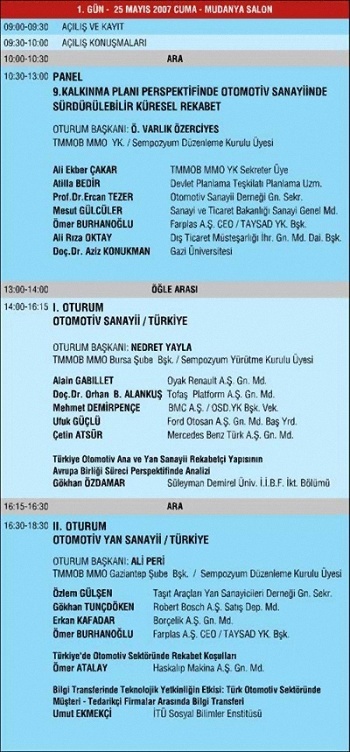 1. GÜN - 25 MAYIS 2007 CUMA - MUDANYA SALON
09:00-09:30 AÇILIŞ VE KAYIT
09:30-10:00 AÇILIŞ KONUŞMALARI
10:00-10:30 ARA
10:30-13:00 PANEL
9.KALKINMA PLANI PERSPEKTİFİNDE OTOMOTİV SANAYİİNDE
SÜRDÜRÜLEBİLİR KÜRESEL REKABET
OTURUM BAŞKANI: Ö. VARLIK ÖZERCİYES
TMMOB MMO YK. / Sempozyum Düzenleme Kurulu Üyesi
Ali Ekber ÇAKAR TMMOB MMO YK Sekreter Üye
Atilla BEDİR Devlet Planlama Teşkilatı Planlama Uzm.
Prof.Dr.Ercan TEZER Otomotiv Sanayii Derneği Gn. Sekr.
Mesut GÜLCÜLER Sanayi ve Ticaret Bakanlığı Sanayi Genel Md.
Ömer BURHANOĞLU Farplas A.Ş. CEO / TAYSAD YK. Bşk.
Ali Rıza OKTAY Dış Ticaret Müsteşarlığı İhr. Gn. Md. Dai. Bşk.
Doç.Dr. Aziz KONUKMAN Gazi Üniversitesi
13:00-14:00 ÖĞLE ARASI
14:00-16:15 I. OTURUM
OTOMOTİV SANAYİİ / TÜRKİYE
OTURUM BAŞKANI: NEDRET YAYLA
TMMOB MMO Bursa Şube Bşk. / Sempozyum Yürütme Kurulu Üyesi
Alain GABILLET Oyak Renault A.Ş. Gn. Md.
Doç.Dr. Orhan B. ALANKUŞ Tofaş Platform A.Ş. Gn. Md.
Mehmet DEMİRPENÇE BMC A.Ş. / OSD.YK Bşk. Vek.
Ufuk GÜÇLÜ Ford Otosan A.Ş. Gn. Md. Baş Yrd.
Çetin ATSÜR Mercedes Benz Türk A.Ş. Gn. Md.
Türkiye Otomotiv Ana ve Yan Sanayii Rekabetçi Yapısının
Avrupa Birliği Süreci Perspektifinde Analizi
Gökhan ÖZDAMAR Süleyman Demirel Üniv. İ.İ.B.F. İkt. Bölümü
16:15-16:30 ARA
16:30-18:30 II. OTURUM
OTOMOTİV YAN SANAYİİ / TÜRKİYE
OTURUM BAŞKANI: ALİ PERİ
TMMOB MMO Gaziantep Şube Bşk. / Sempozyum Düzenleme Kurulu Üyesi
Özlem GÜLŞEN Taşıt Araçları Yan Sanayicileri Derneği Gn. Sekr.
Gökhan TUNÇDÖKEN Robert Bosch A.Ş. Satış Dep. Md.
Erkan KAFADAR Borçelik A.Ş. Gn. Md.
Ömer BURHANOĞLU Farplas A.Ş. CEO / TAYSAD YK. Bşk.
Türkiye'de Otomotiv Sektöründe Rekabet Koşulları
Ömer ATALAY Haskalıp Makina A.Ş. Gn. Md.
Bilgi Transferinde Teknolojik Yetkinliğin Etkisi: Türk Otomotiv Sektöründe
Müşteri - Tedarikçi Firmalar Arasında Bilgi Transferi
Umut EKMEKÇİ İTÜ Sosyal Bilimler Enstitüsü